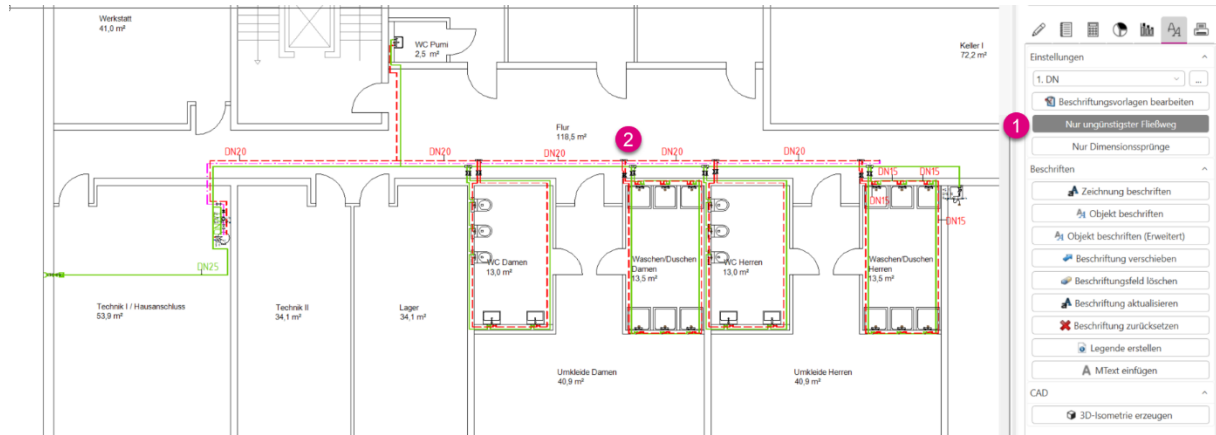 Werkstatt
41,0 m²
WC Pumi
2,5 m²
Keller I
72,2 m²
Flur
118,5 m²
2
DN20
DN20
DN20
DN20
DN20
DN15
DN15
DN15
DN15
DN25
WC Damen
13,0 m²
Waschen/Duschen
Damen
13,5 m²
WC Herren
13,0 m²
Waschen/Duschen
Herren
13,5 m²
Technik I / Hausanschluss
53,9 m²
Technik II
34,1 m²
Lager
34,1 m²
Umkleide Damen
40,9 m²
Umkleide Herren
40,9 m²
Einstellungen
1. DN
...
Beschriftungsvorlagen bearbeiten
1
Nur ungünstigster Fließweg
Nur Dimensionssprünge
Beschriften
Zeichnung beschriften
Objekt beschriften
Objekt beschriften (Erweitert)
Beschriftung verschieben
Beschriftungsfeld löschen
Beschriftung aktualisieren
Beschriftung zurücksetzen
Legende erstellen
MText einfügen
CAD
3D-Isometrie erzeugen